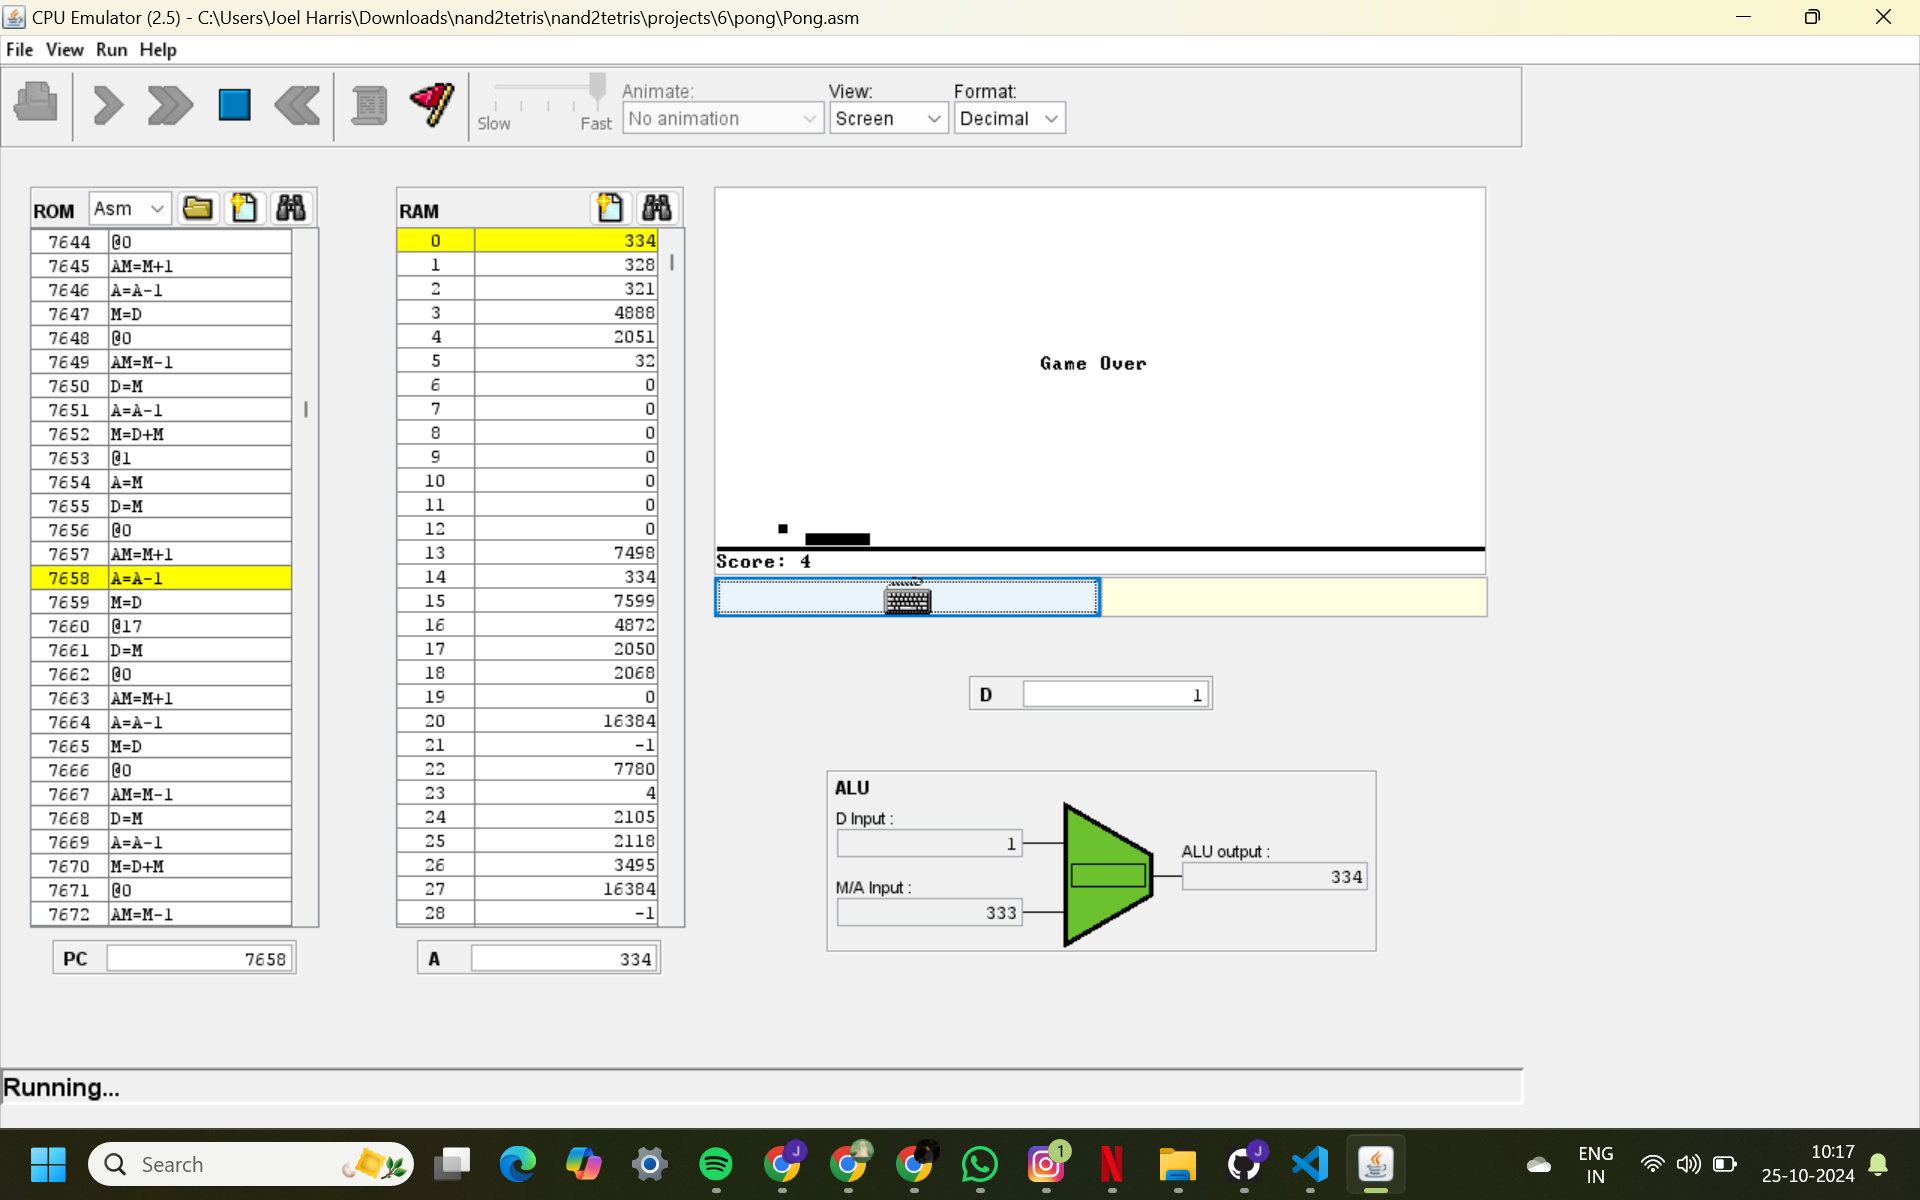 CPU Emulator (2.5) - C:\Users\Joel Harris\Downloads\nand2tetris\nand2tetris\projects\6\pong\Pong.asm
File View Run Help
Slow Fast
Animate:
No animation
View:
Screen
Format:
Decimal
ROM Asm
7644 @0
7645 AM=M+1
7646 A=A-1
7647 M=D
7648 @0
7649 AM=M-1
7650 D=M
7651 A=A-1
7652 M=D+M
7653 @1
7654 A=M
7655 D=M
7656 @0
7657 AM=M+1
7658 A=A-1
7659 M=D
7660 @17
7661 D=M
7662 @0
7663 AM=M+1
7664 A=A-1
7665 M=D
7666 @0
7667 AM=M-1
7668 D=M
7669 A=A-1
7670 M=D+M
7671 @0
7672 AM=M-1
PC 7658
RAM
0 334
1 328
2 321
3 4888
4 2051
5 32
6 0
7 0
8 0
9 0
10 0
11 0
12 0
13 7498
14 334
15 7599
16 4872
17 2050
18 2068
19 0
20 16384
21 -1
22 7780
23 4
24 2105
25 2118
26 3495
27 16384
28 -1
A 334
Game Over
Score: 4
D 1
ALU
D Input :
1
M/A Input :
333
ALU output :
334
Running...
Search
J
J
1
ENG
IN
10:17
25-10-2024